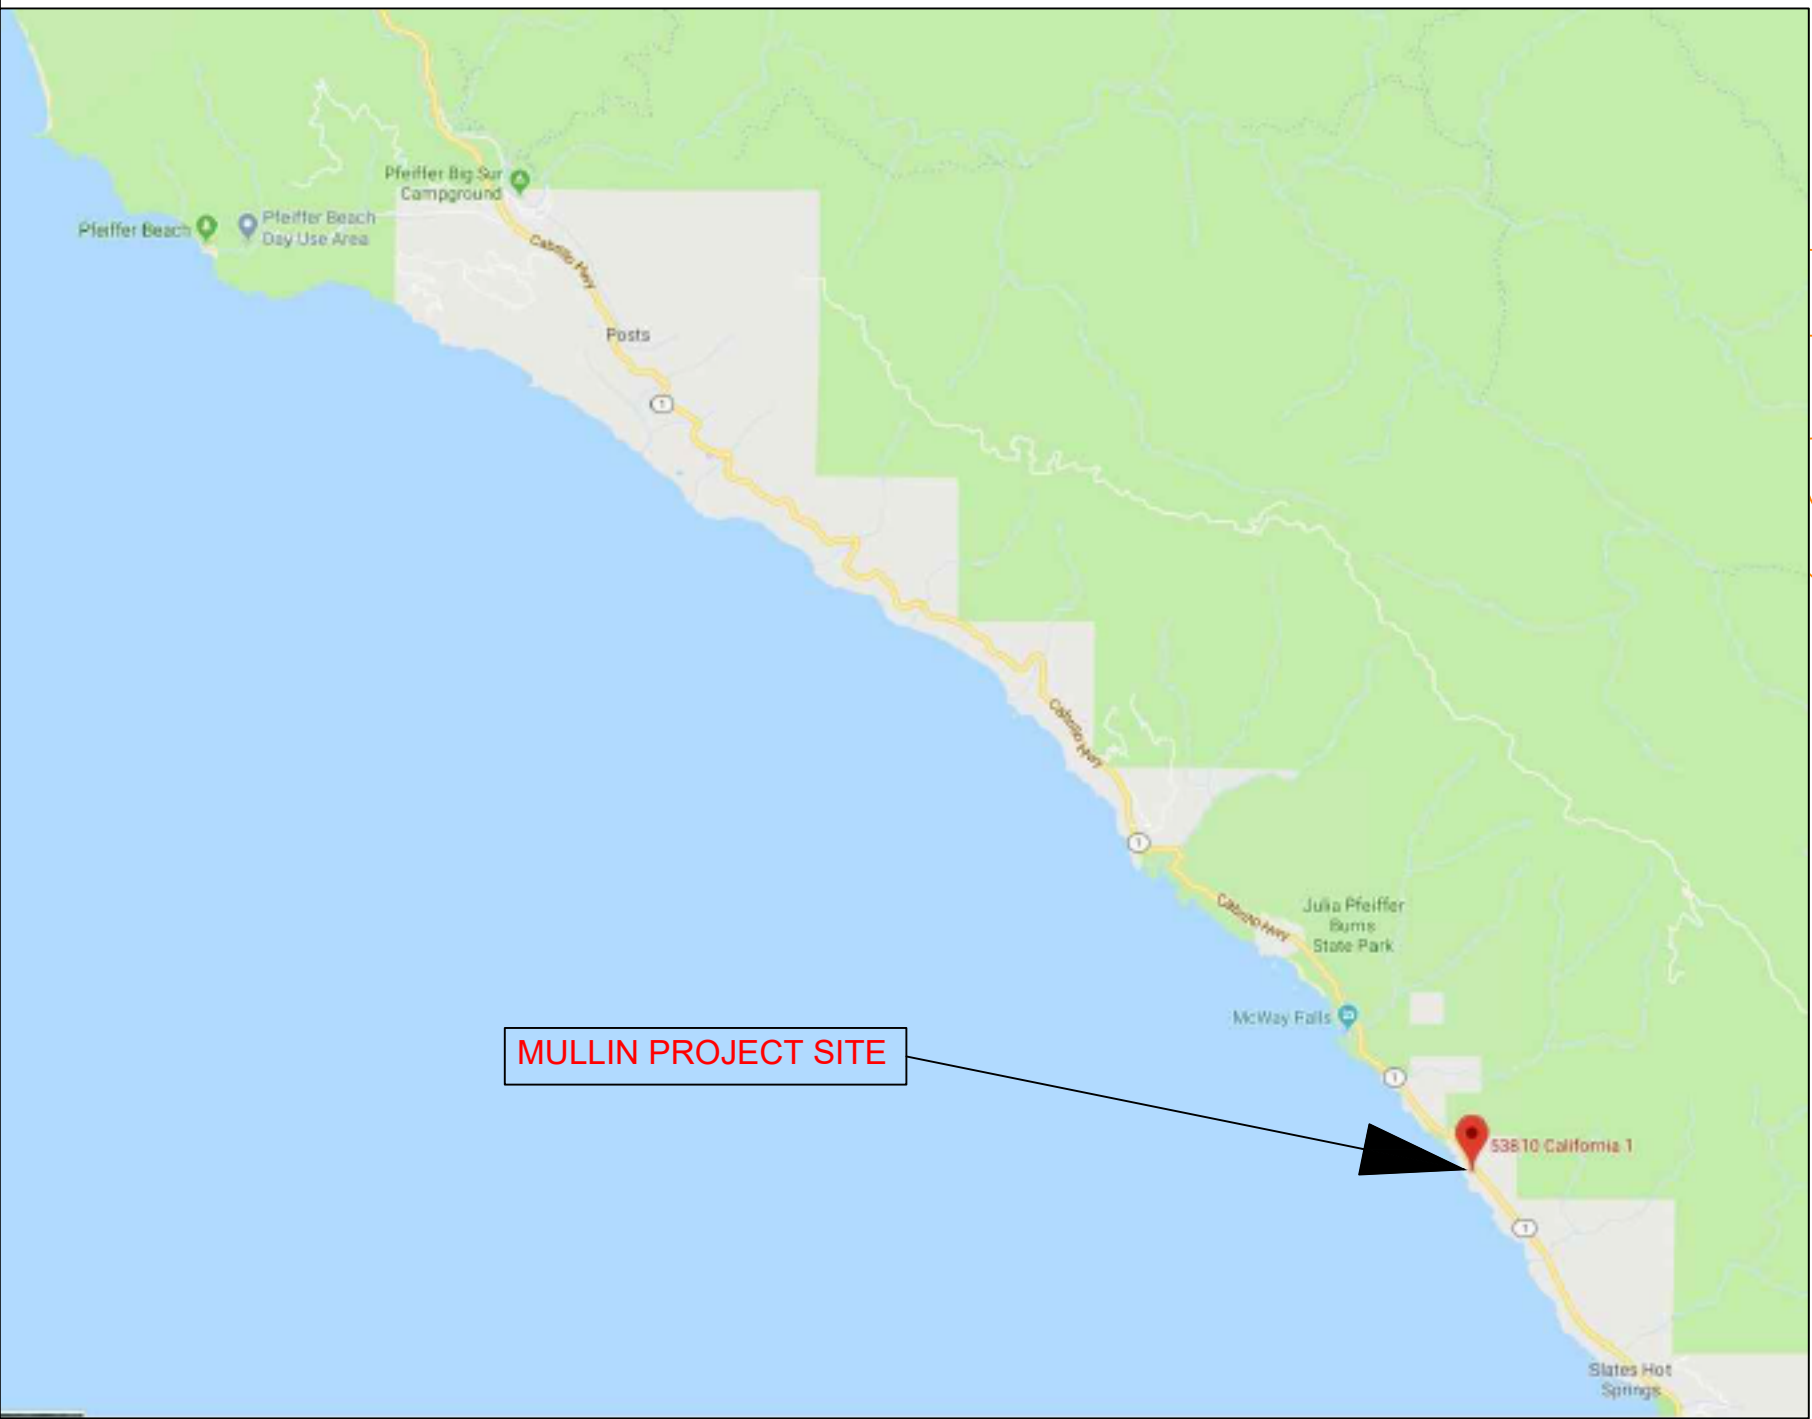 Pfeiffer Big Sur
Campground
Pfeiffer Beach
Pfeiffer Beach
Day Use Area
Cabrillo Hwy
Posts
1
Cabrillo Hwy
1
Cabrillo Hwy
Julia Pfeiffer
Burns
State Park
McWay Falls
MULLIN PROJECT SITE
1
53810 California 1
1
Slates Hot
Springs